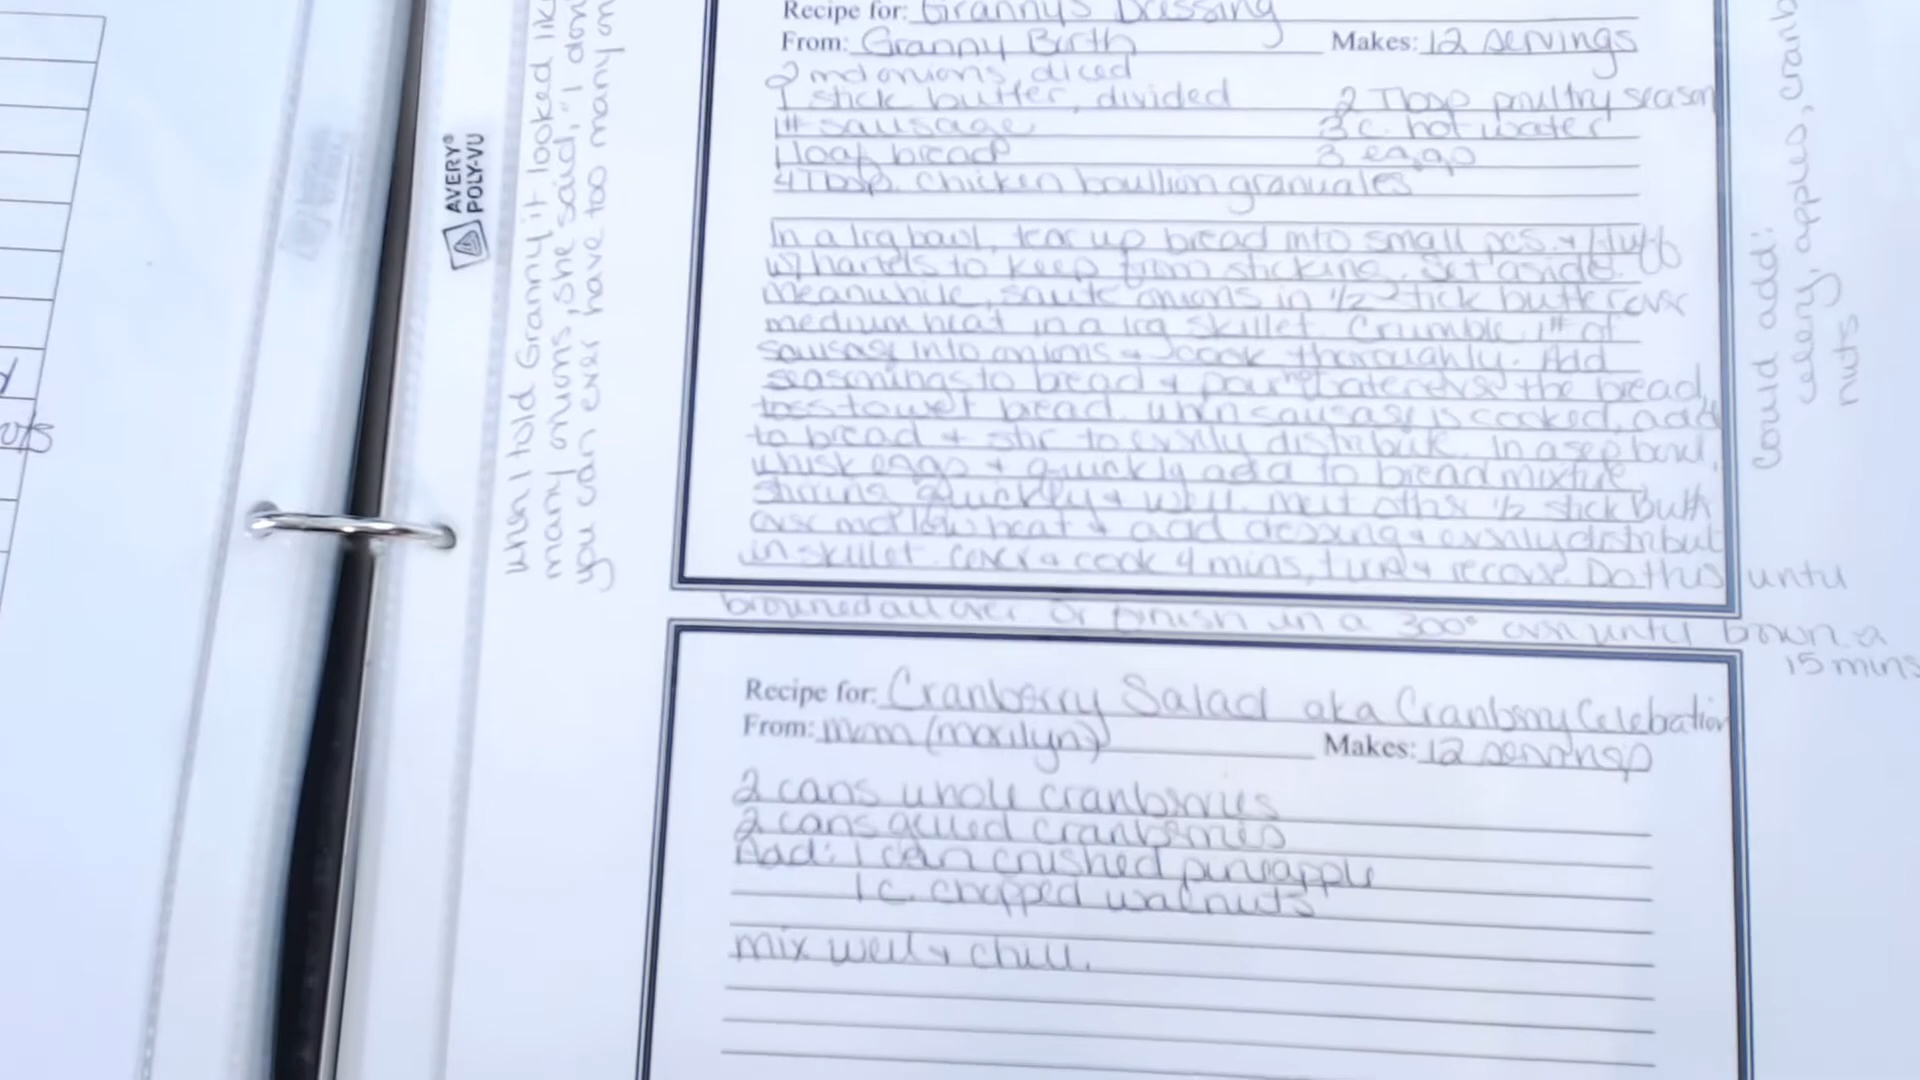 Recipe for: Granny's Dressing
From: Granny Birth Makes: 12 servings
2 md onions, diced
1 stick butter, divided 2 Tbsp poultry season
1# sausage 3 c. hot water
1 loaf bread 3 eggs
4 Tbsp chicken boullion granuales
In a lrg bowl, tear up bread into small pcs. & fluff
w/ hands to keep from sticking. Set aside.
Meanwhile, saute onions in 1/2 stick butter over
medium heat in a lrg skillet. Crumble 1# of
sausage into onions & cook thoroughly. Add
seasonings to bread & pour water over the bread,
toss to wet bread. When sausage is cooked, add
to bread & stir to evenly distribute. In a sep bowl,
whisk eggs & quickly add to bread mixture
stirring quickly & well. Melt other 1/2 stick butt
over med low heat & add dressing & evenly distribut
in skillet. Cover & cook 4 mins, turn & recover. Do this until
browned all over or finish in a 300° oven until brown
15 mins
Could add:
celery, apples, cranb
nuts
When I told Granny it looked lik
many onions, she said, "I don
you can ever have too many on
AVERY®
POLY-VU
Recipe for: Cranberry Salad aka Cranberry Celebration
From: Mom (Marilyn) Makes: 12 servings
2 cans whole cranberries
2 cans gelled cranberries
Add: 1 can crushed pineapple
1 c. chopped walnuts
mix well & chill.